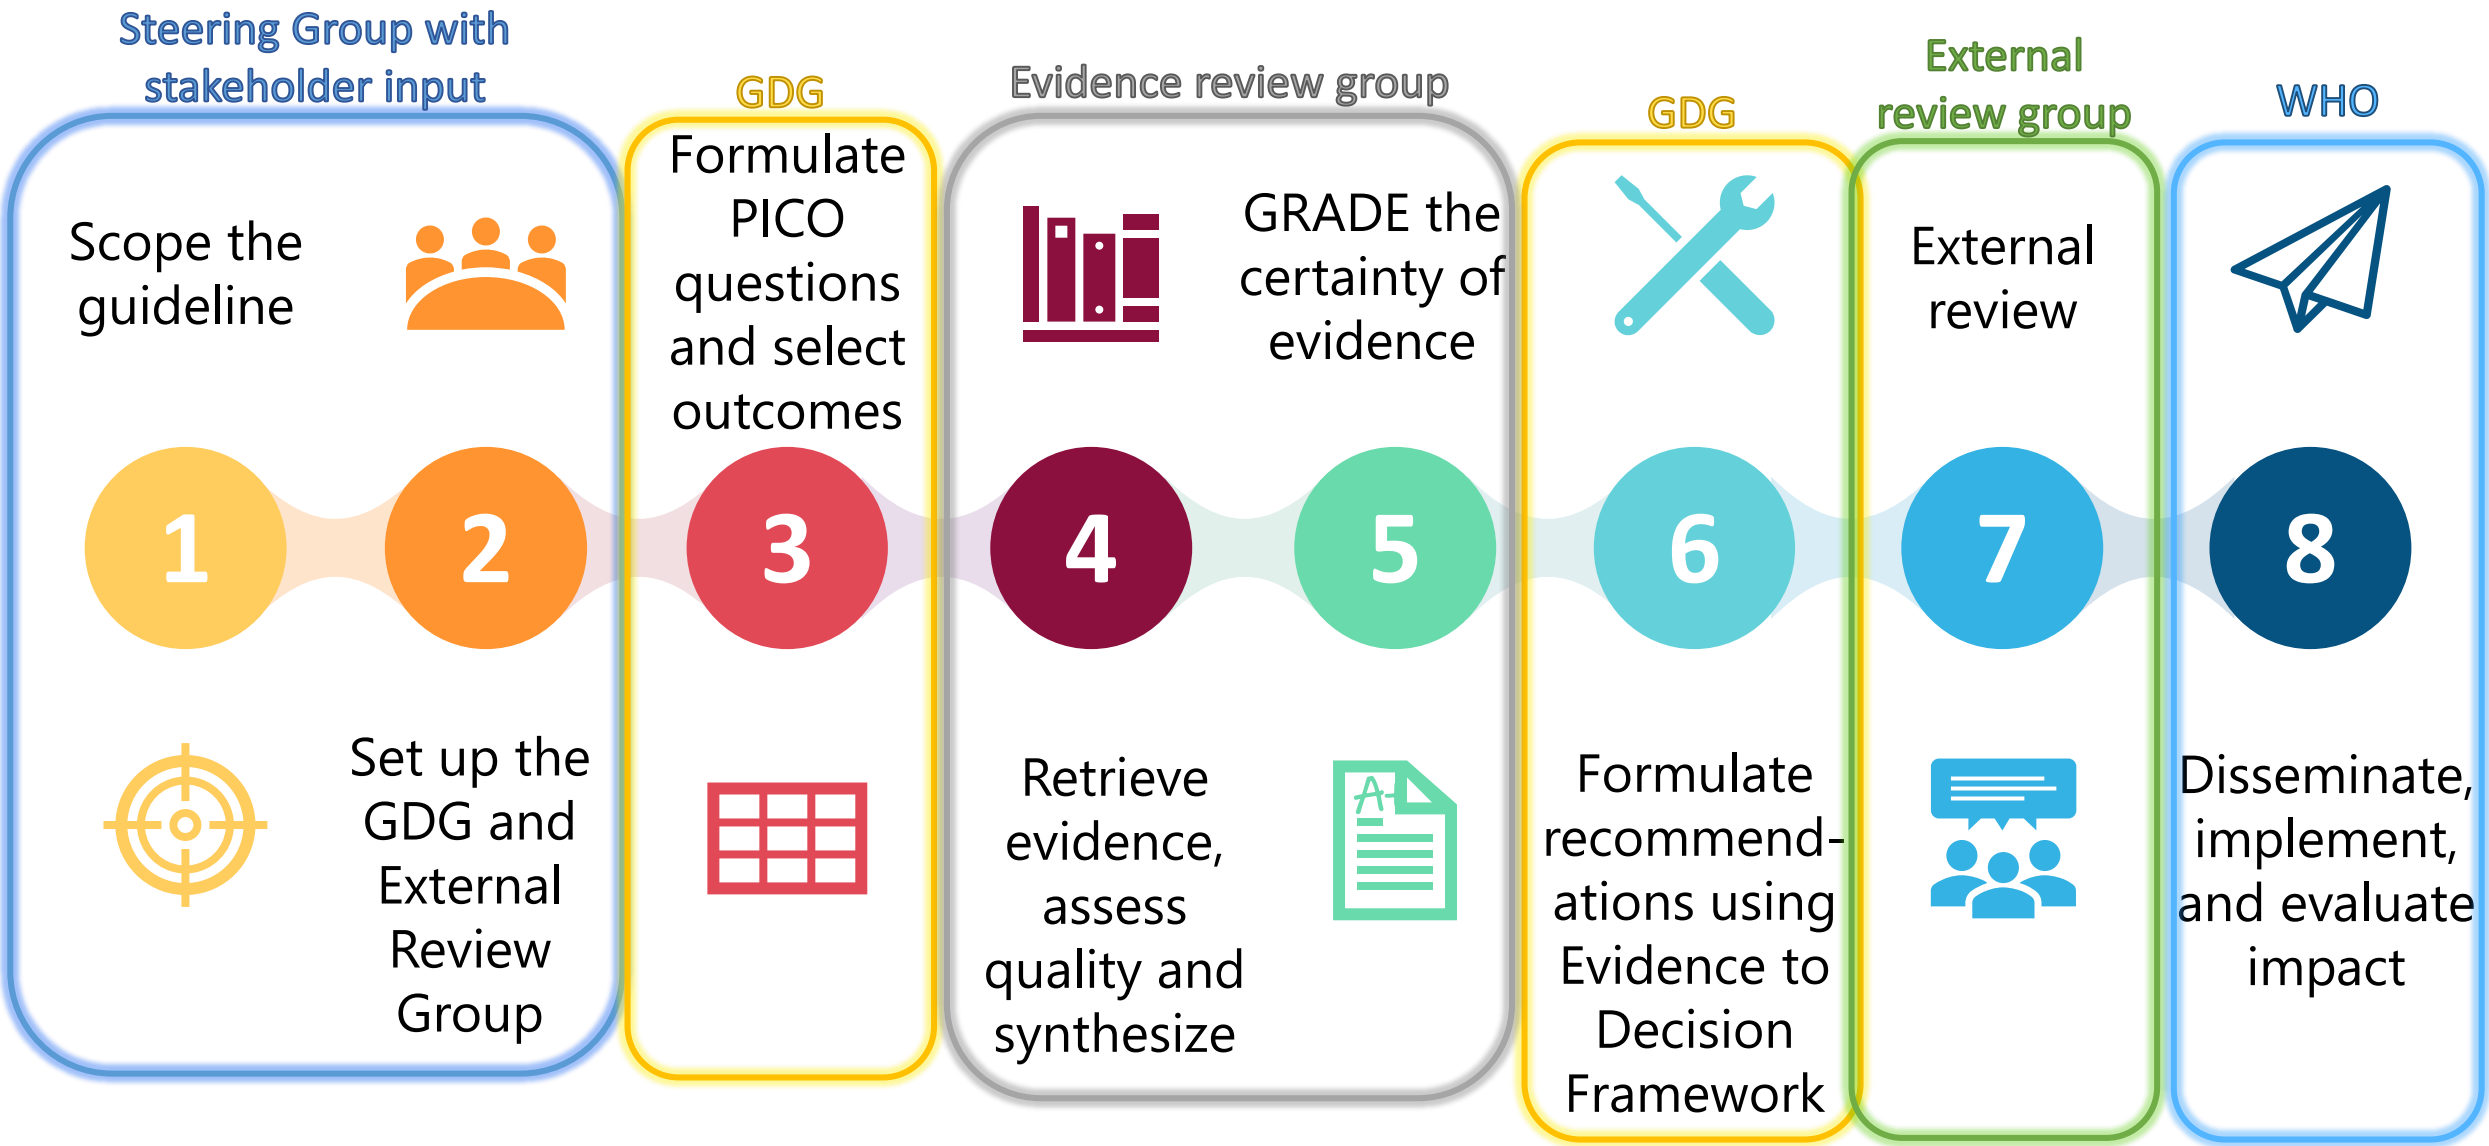 Steering Group with
stakeholder input
GDG
Evidence review group
GDG
External
review group
WHO
Scope the
guideline
Formulate
PICO
questions
and select
outcomes
GRADE the
certainty of
evidence
External
review
1
2
3
4
5
6
7
8
Set up the
GDG and
External
Review
Group
Retrieve
evidence,
assess
quality and
synthesize
A+
Formulate
recommend-
ations using
Evidence to
Decision
Framework
Disseminate,
implement,
and evaluate
impact